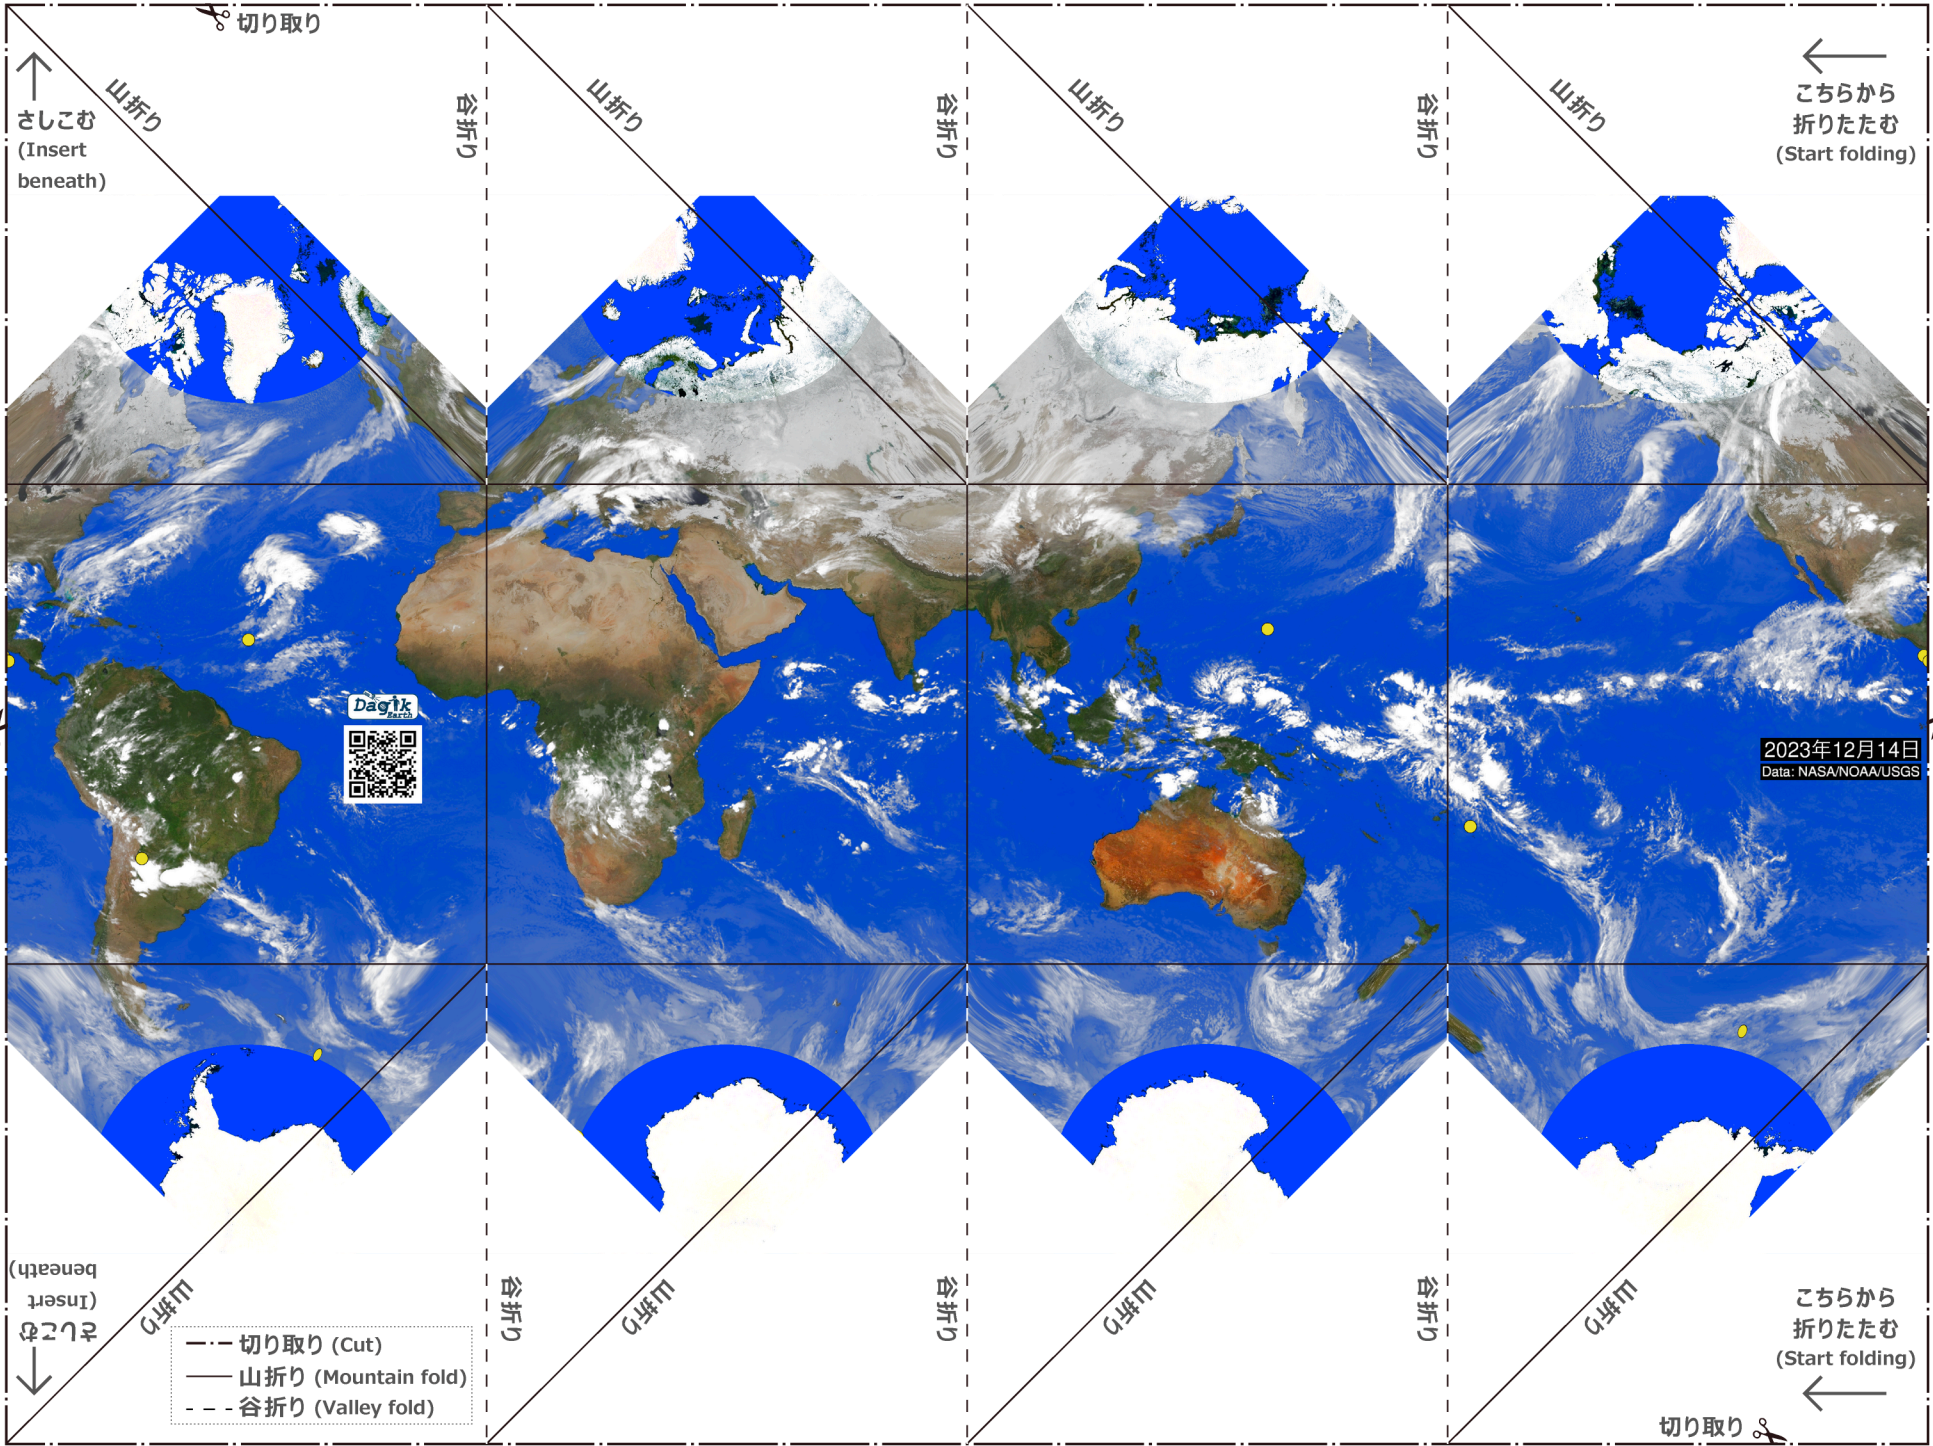 切り取り
さしこむ
(Insert
beneath)
山折り
谷折り
山折り
谷折り
山折り
谷折り
山折り
こちらから
折りたたむ
(Start folding)
Dagik
Earth
2023年12月14日
Data: NASA/NOAA/USGS
さしこむ
(Insert
beneath)
山折り
谷折り
山折り
谷折り
山折り
谷折り
山折り
こちらから
折りたたむ
(Start folding)
切り取り (Cut)
山折り (Mountain fold)
谷折り (Valley fold)
切り取り